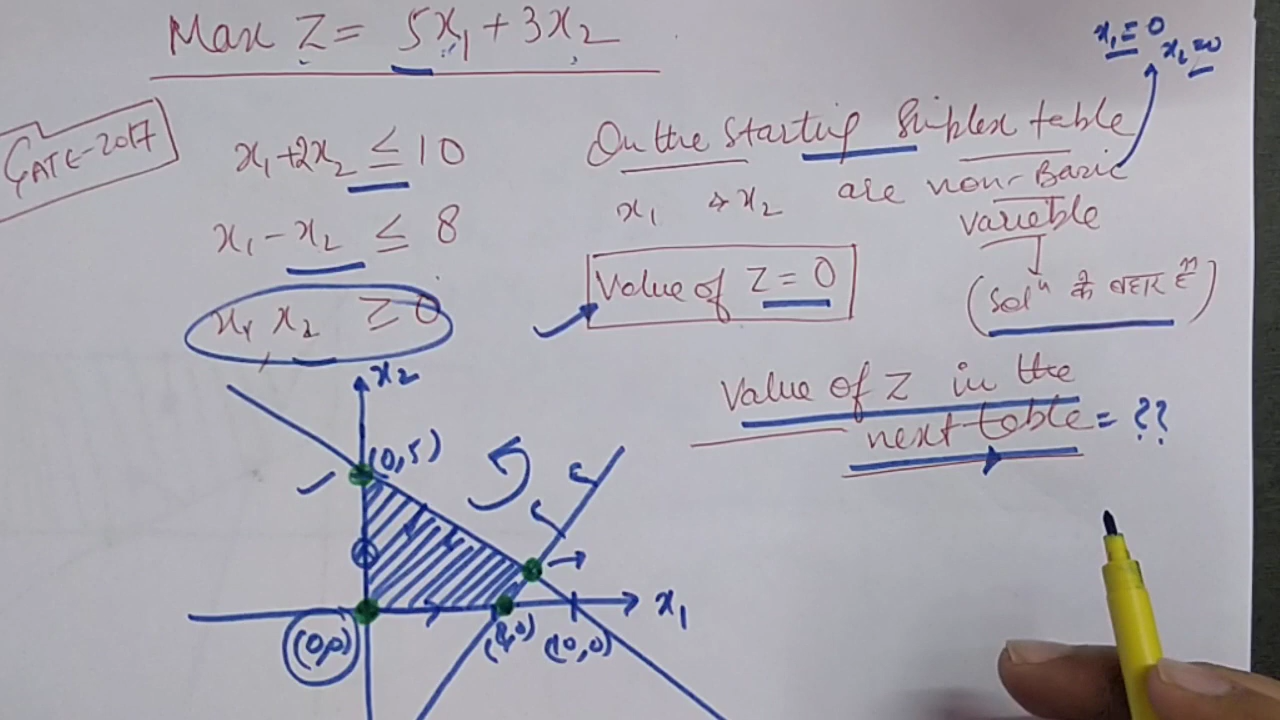 Max Z = 5x₁ + 3x₂
x₁ = 0
x₂ = 0
GATE-2017
x₁ + 2x₂ ≤ 10
x₁ - x₂ ≤ 8
x₁, x₂ ≥ 0
On the starting Simplex table
x₁ & x₂ are non-Basic
variable
(solⁿ के बाहर हैं)
Value of Z = 0
Value of Z in the
next table = ??
x₂
(0,5)
x₁
(0,0)
(8,0)
(10,0)